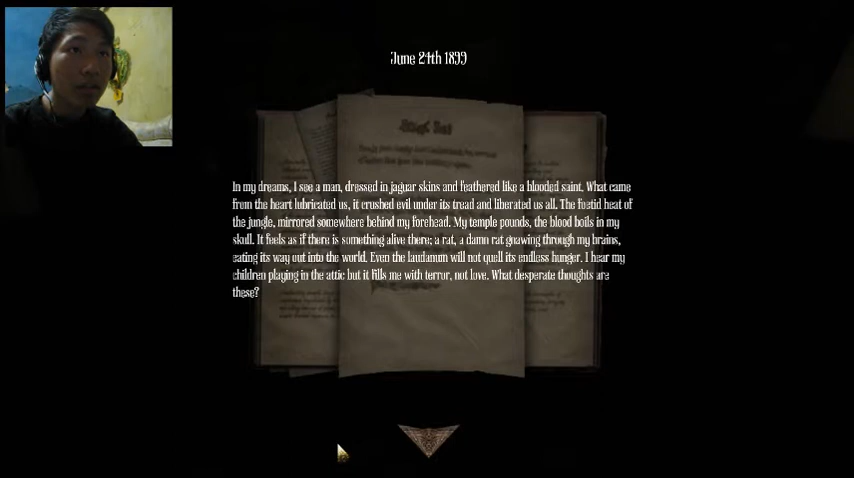 June 24th 1899
In my dreams, I see a man, dressed in jaguar skins and feathered like a blooded saint. What came
from the heart lubricated us, it crushed evil under its tread and liberated us all. The foetid heat of
the jungle, mirrored somewhere behind my forehead. My temple pounds, the blood boils in my
skull. It feels as if there is something alive there; a rat, a damn rat gnawing through my brains,
eating its way out into the world. Even the laudanum will not quell its endless hunger. I hear my
children playing in the attic but it fills me with terror, not love. What desperate thoughts are
these?